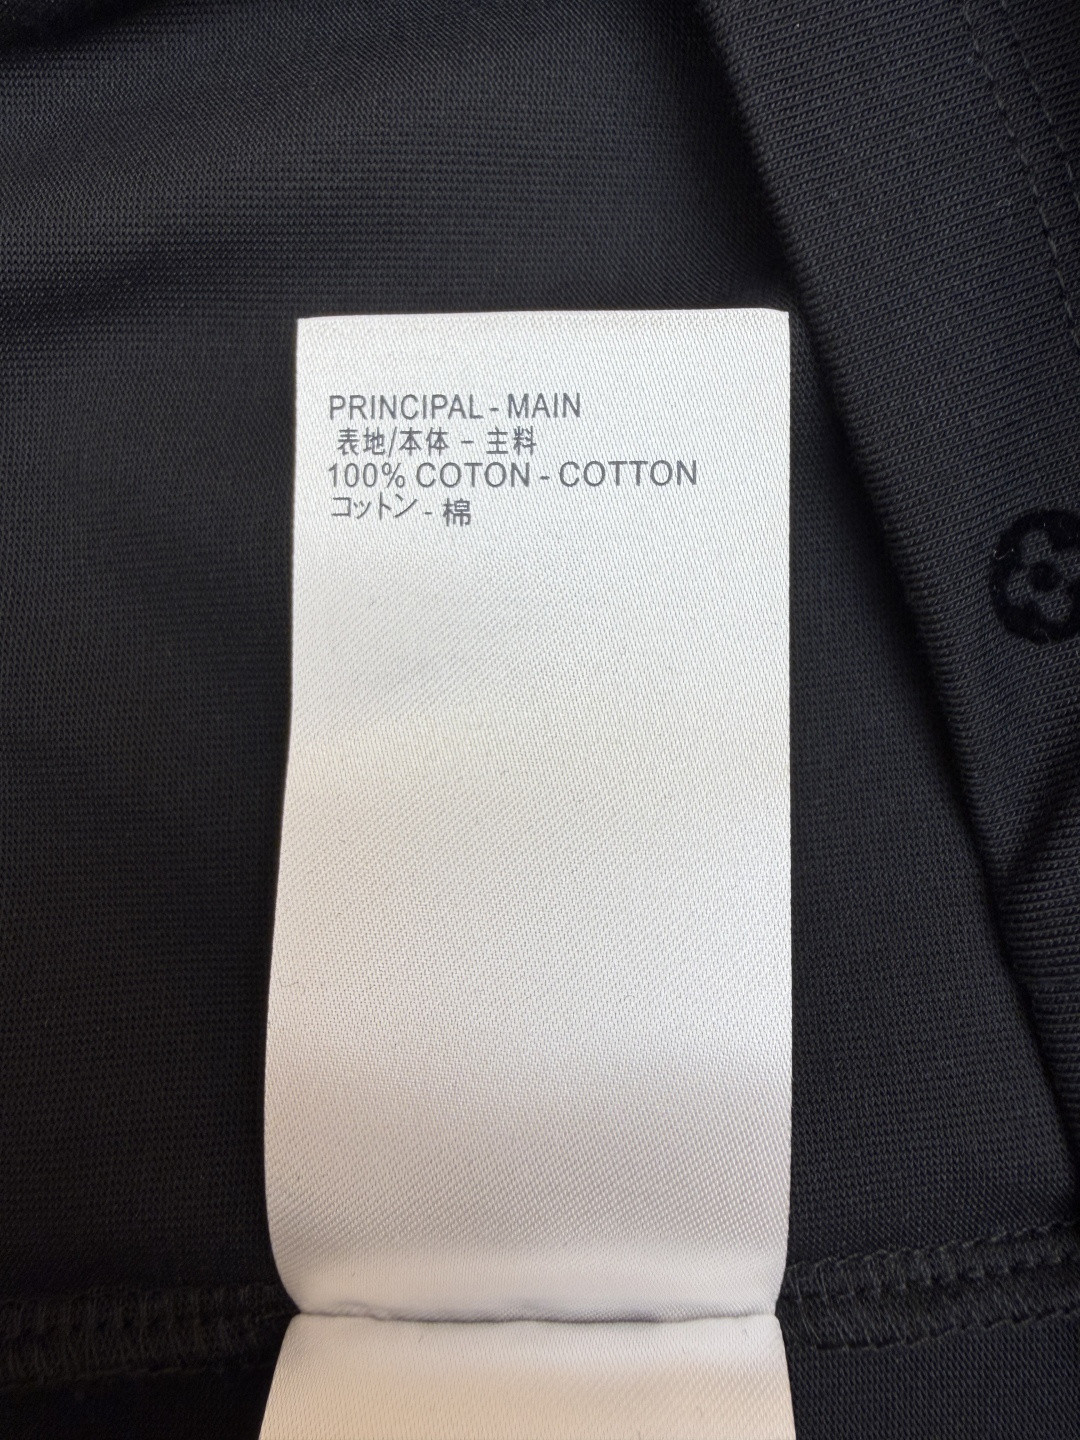 PRINCIPAL - MAIN
表地/本体 - 主料
100% COTON - COTTON
コットン - 棉